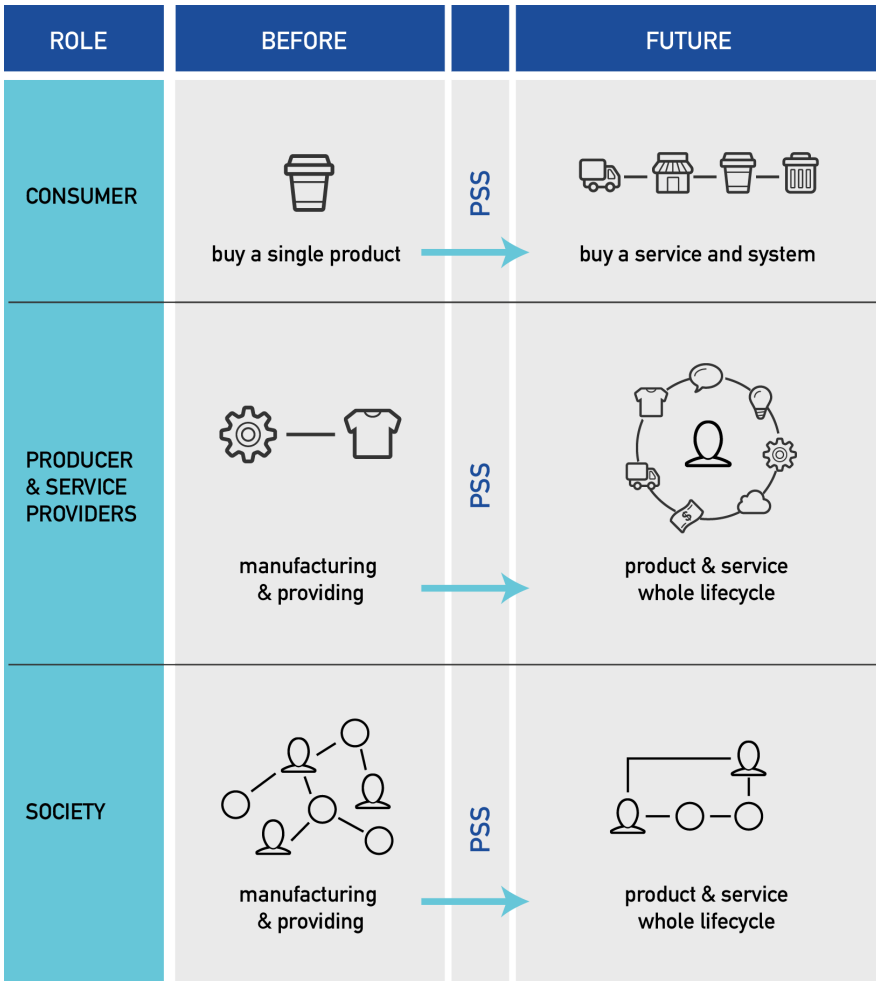 ROLE
BEFORE
FUTURE
CONSUMER
buy a single product
PSS
buy a service and system
PRODUCER
& SERVICE
PROVIDERS
manufacturing
& providing
PSS
$
product & service
whole lifecycle
SOCIETY
manufacturing
& providing
PSS
product & service
whole lifecycle